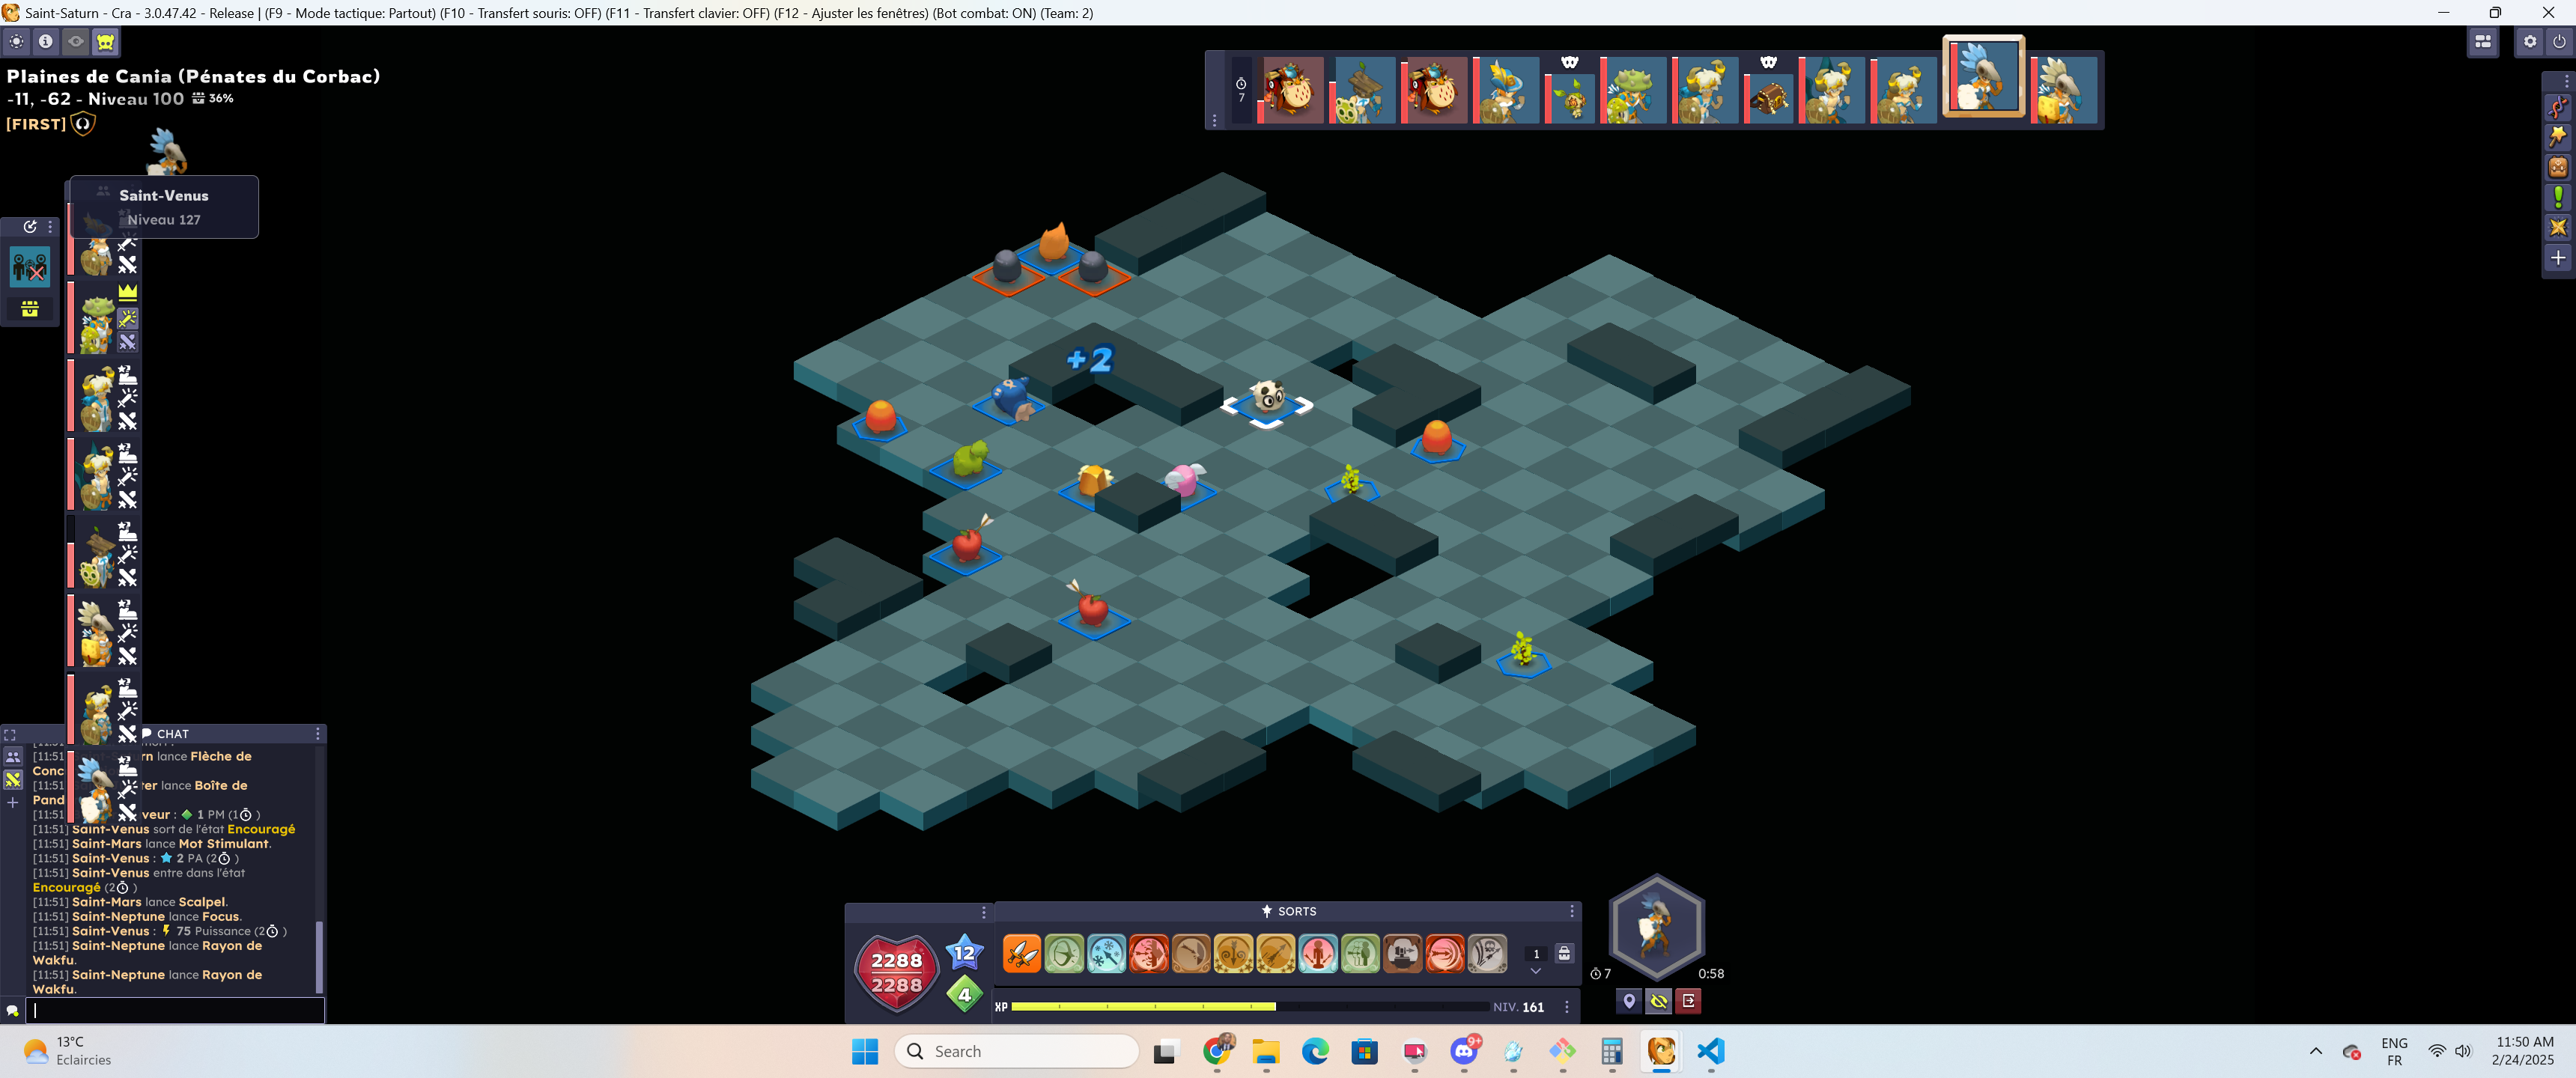 Saint-Saturn - Cra - 3.0.47.42 - Release | (F9 - Mode tactique: Partout) (F10 - Transfert souris: OFF) (F11 - Transfert clavier: OFF) (F12 - Ajuster les fenêtres) (Bot combat: ON) (Team: 2)
Plaines de Cania (Pénates du Corbac)
-11, -62 - Niveau 100 36%
[FIRST]
7
Saint-Venus
Niveau 127
+2
CHAT
lance Flèche de
Conc
lance Boîte de
Pand
[11:51] veur : 1 PM (1 )
[11:51] Saint-Venus sort de l'état Encouragé
[11:51] Saint-Mars lance Mot Stimulant.
[11:51] Saint-Venus : 2 PA (2 )
[11:51] Saint-Venus entre dans l'état
Encouragé (2 )
[11:51] Saint-Mars lance Scalpel.
[11:51] Saint-Neptune lance Focus.
[11:51] Saint-Venus : 75 Puissance (2 )
[11:51] Saint-Neptune lance Rayon de
Wakfu.
[11:51] Saint-Neptune lance Rayon de
Wakfu.
SORTS
2288
2288
12
4
1
XP
NIV. 161
7
0:58
13°C
Eclaircies
Search
9+
ENG
FR
11:50 AM
2/24/2025